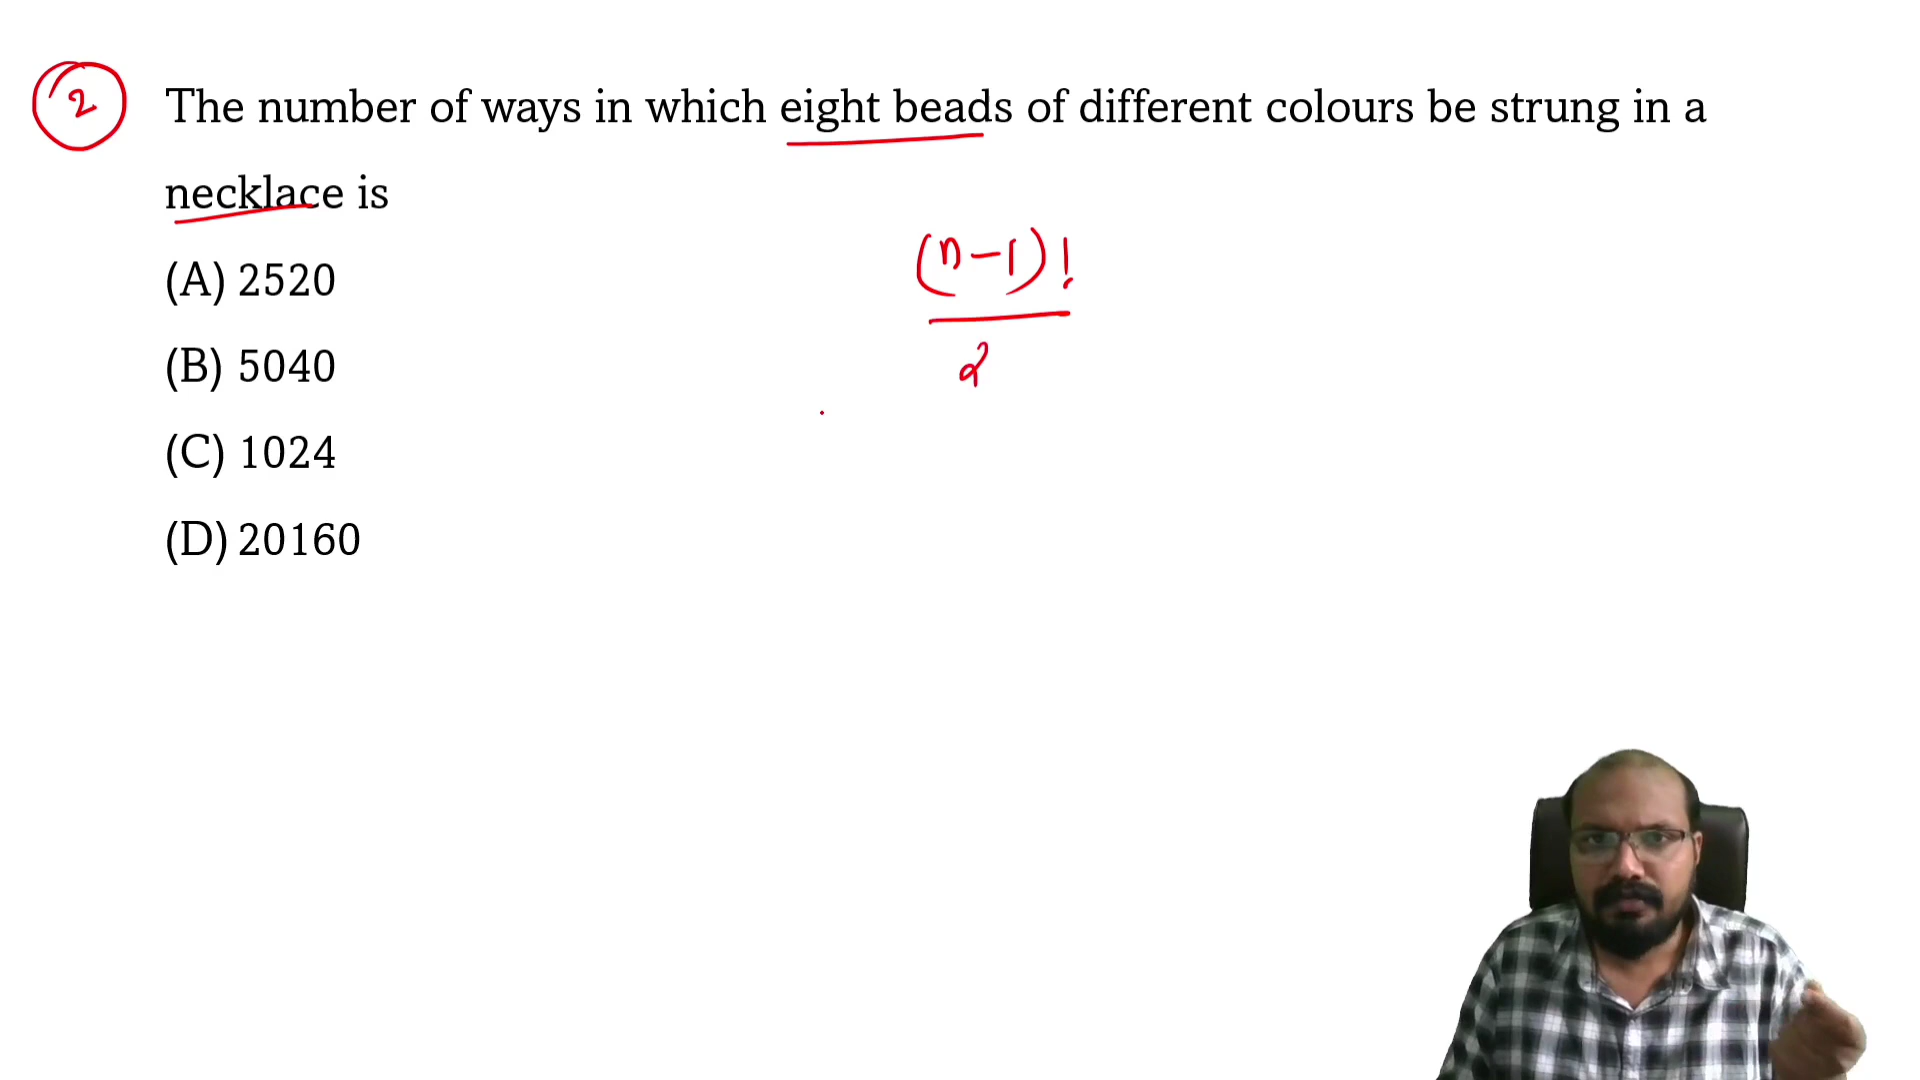 2
The number of ways in which eight beads of different colours be strung in a
necklace is
(A) 2520
(B) 5040
(C) 1024
(D) 20160
(n-1)!
2